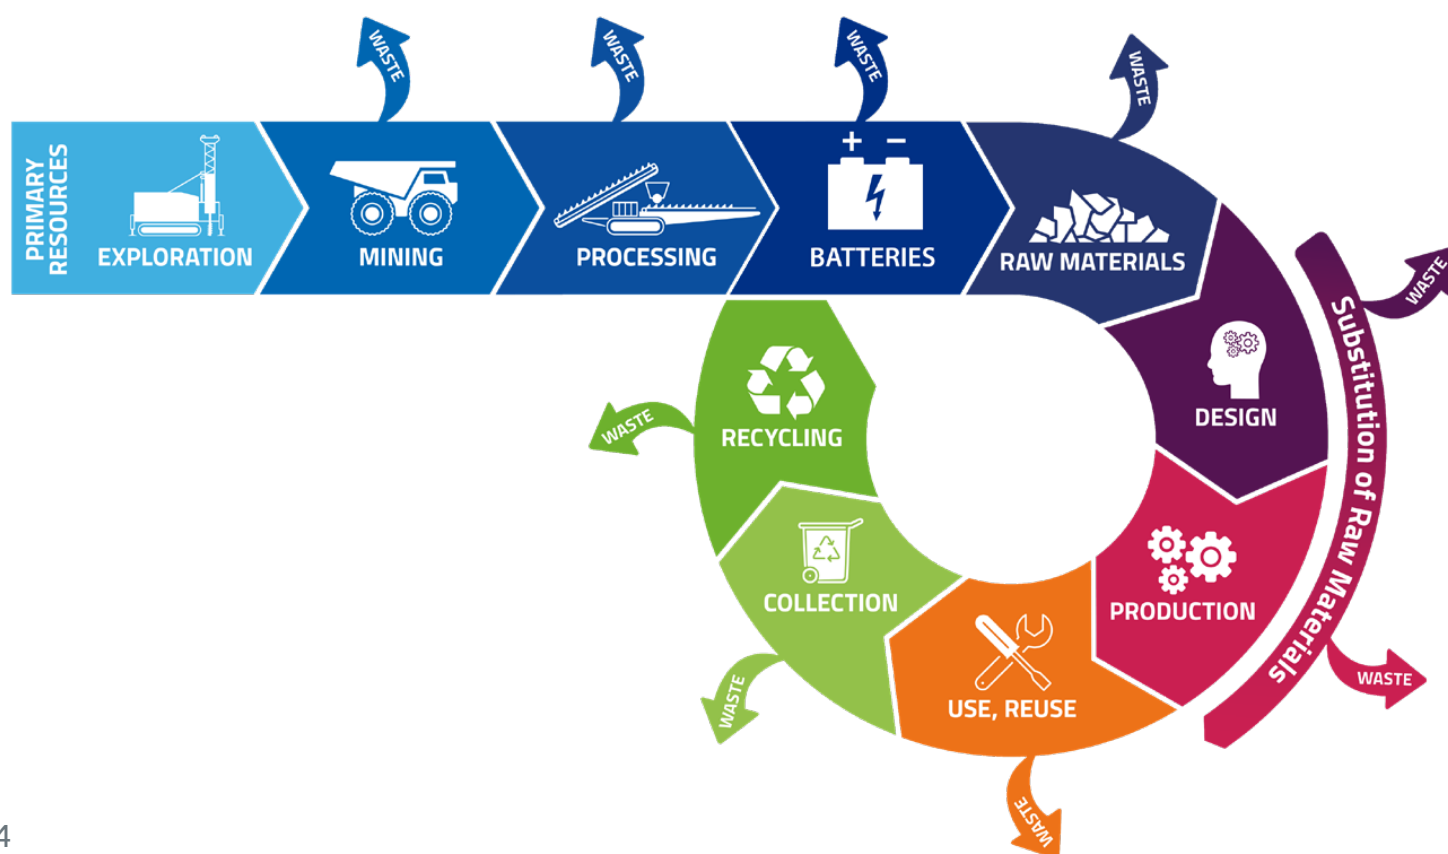 WASTE
WASTE
WASTE
WASTE
PRIMARY
RESOURCES
EXPLORATION
MINING
PROCESSING
+ −
BATTERIES
RAW MATERIALS
WASTE
DESIGN
Substitution of Raw Materials
PRODUCTION
WASTE
USE, REUSE
WASTE
COLLECTION
WASTE
RECYCLING
WASTE
4